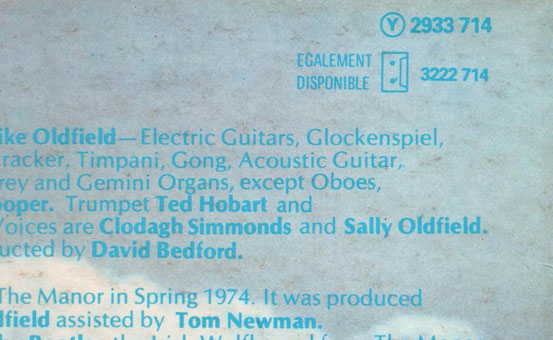 Y 2933 714
EGALEMENT
DISPONIBLE 3222 714
ike Oldfield—Electric Guitars, Glockenspiel,
racker, Timpani, Gong, Acoustic Guitar,
rey and Gemini Organs, except Oboes,
ooper. Trumpet Ted Hobart and
Voices are Clodagh Simmonds and Sally Oldfield.
ucted by David Bedford.
The Manor in Spring 1974. It was produced
dfield assisted by Tom Newman.